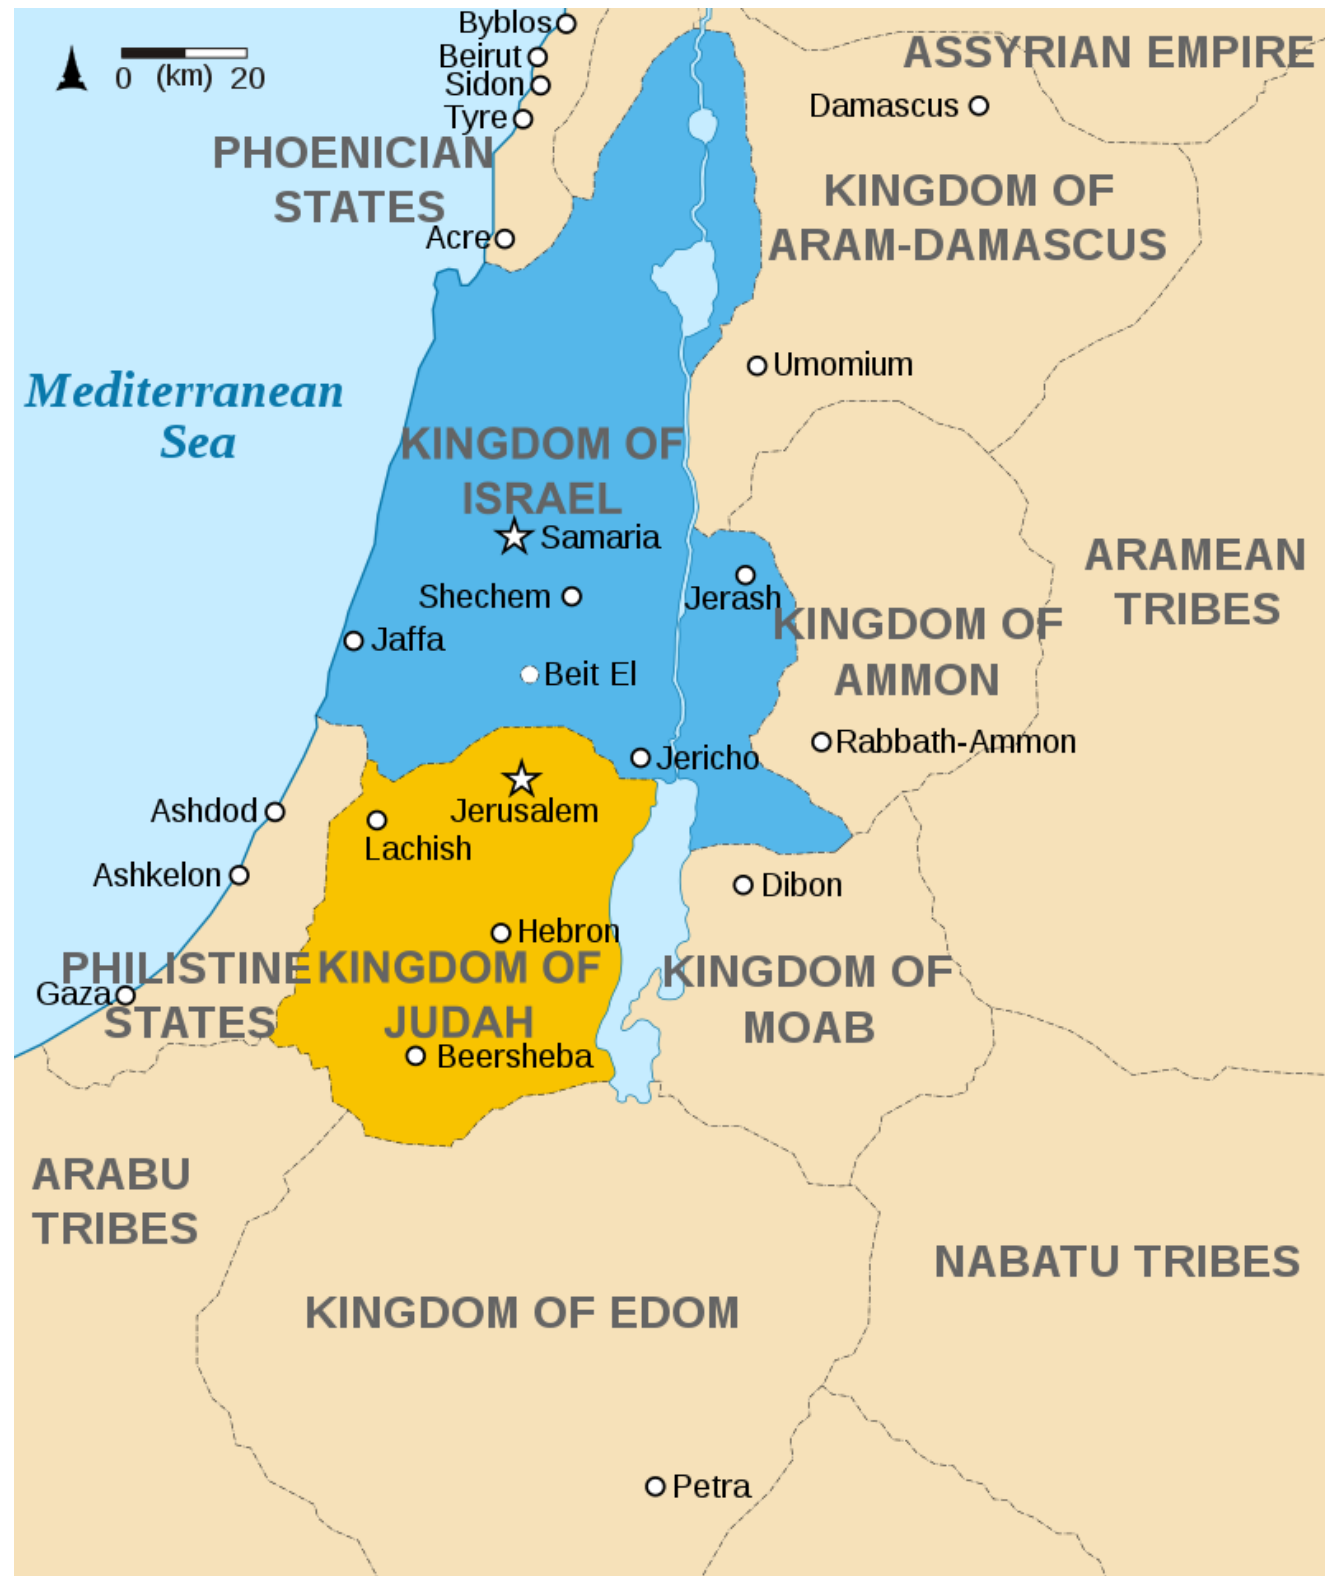 Byblos
Beirut
Sidon
Tyre
0 (km) 20
ASSYRIAN EMPIRE
Damascus
PHOENICIAN
STATES
KINGDOM OF
ARAM-DAMASCUS
Acre
Umomium
Mediterranean
Sea
KINGDOM OF
ISRAEL
Samaria
Shechem
Jerash
Jaffa
Beit El
ARAMEAN
TRIBES
KINGDOM OF
AMMON
Rabbath-Ammon
Jericho
Jerusalem
Ashdod
Lachish
Ashkelon
Dibon
Hebron
PHILISTINE
STATES
Gaza
KINGDOM OF
JUDAH
KINGDOM OF
MOAB
Beersheba
ARABU
TRIBES
NABATU TRIBES
KINGDOM OF EDOM
Petra